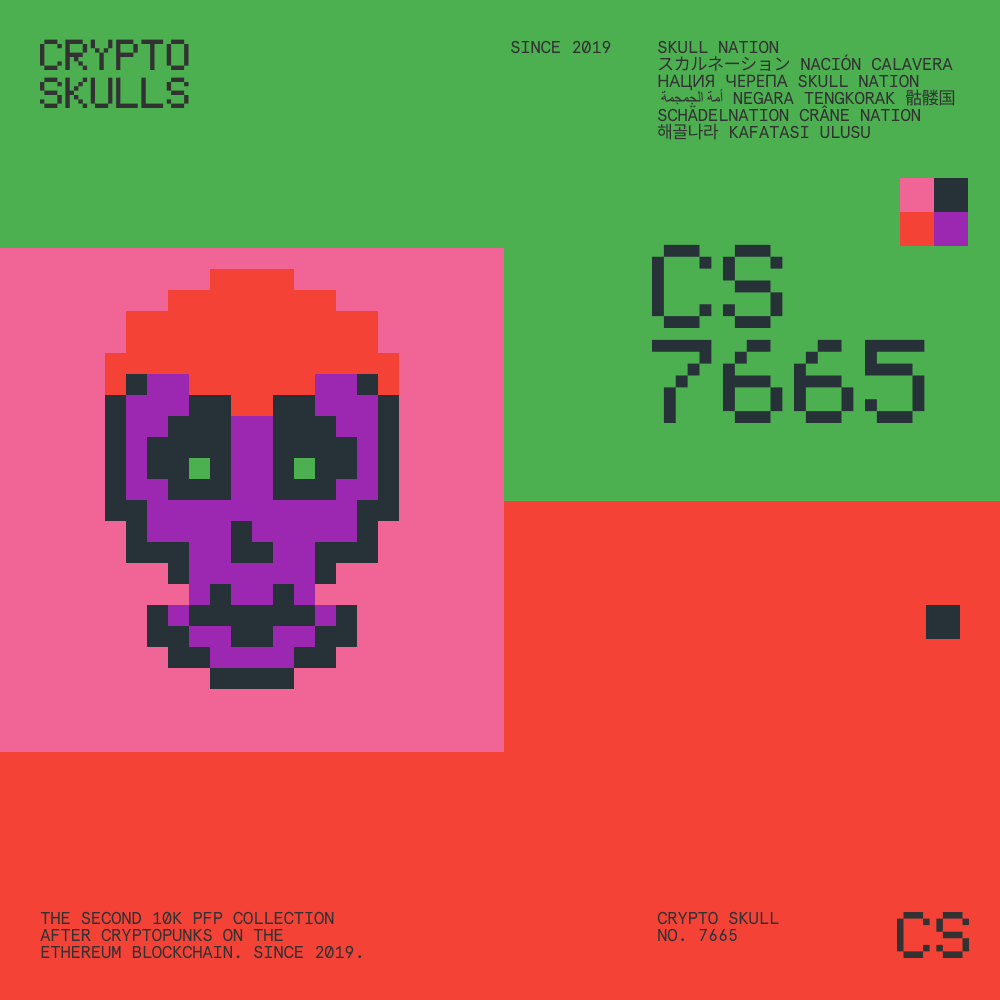 CRYPTO
SKULLS
SINCE 2019
SKULL NATION
スカルネーション NACIÓN CALAVERA
НАЦИЯ ЧЕРЕПА SKULL NATION
أمة الجمجمة NEGARA TENGKORAK 骷髅国
SCHÄDELNATION CRÂNE NATION
해골나라 KAFATASI ULUSU
CS
7665
THE SECOND 10K PFP COLLECTION
AFTER CRYPTOPUNKS ON THE
ETHEREUM BLOCKCHAIN. SINCE 2019.
CRYPTO SKULL
NO. 7665
CS